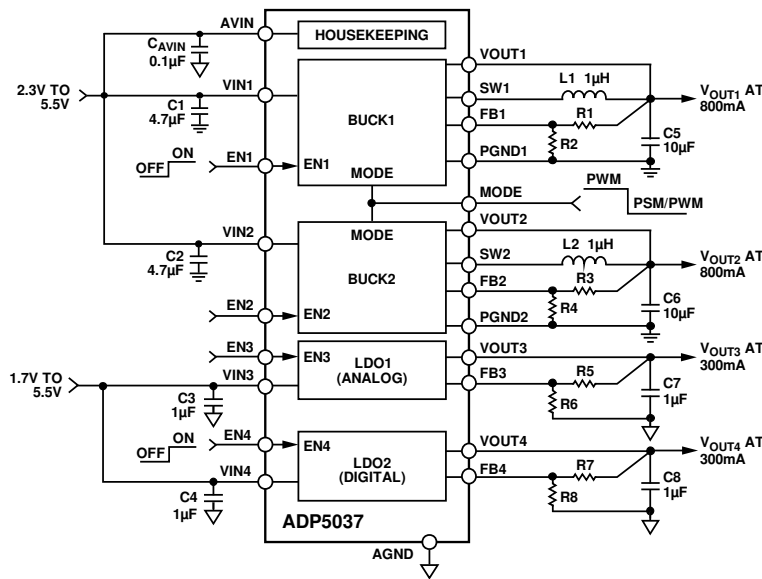 AVIN
HOUSEKEEPING
C_AVIN
0.1µF
VOUT1
2.3V TO
5.5V
VIN1
C1
4.7µF
BUCK1
SW1
L1 1µH
V_OUT1 AT
800mA
FB1
R1
R2
C5
10µF
ON
OFF
EN1
EN1
PGND1
MODE
MODE
PWM
PSM/PWM
VOUT2
VIN2
MODE
C2
4.7µF
BUCK2
SW2
L2 1µH
V_OUT2 AT
800mA
FB2
R3
R4
C6
10µF
EN2
EN2
PGND2
EN3
EN3
LDO1
(ANALOG)
VOUT3
V_OUT3 AT
300mA
1.7V TO
5.5V
VIN3
FB3
R5
R6
C3
1µF
C7
1µF
ON
OFF
EN4
EN4
LDO2
(DIGITAL)
VOUT4
V_OUT4 AT
300mA
VIN4
FB4
R7
R8
C4
1µF
C8
1µF
ADP5037
AGND